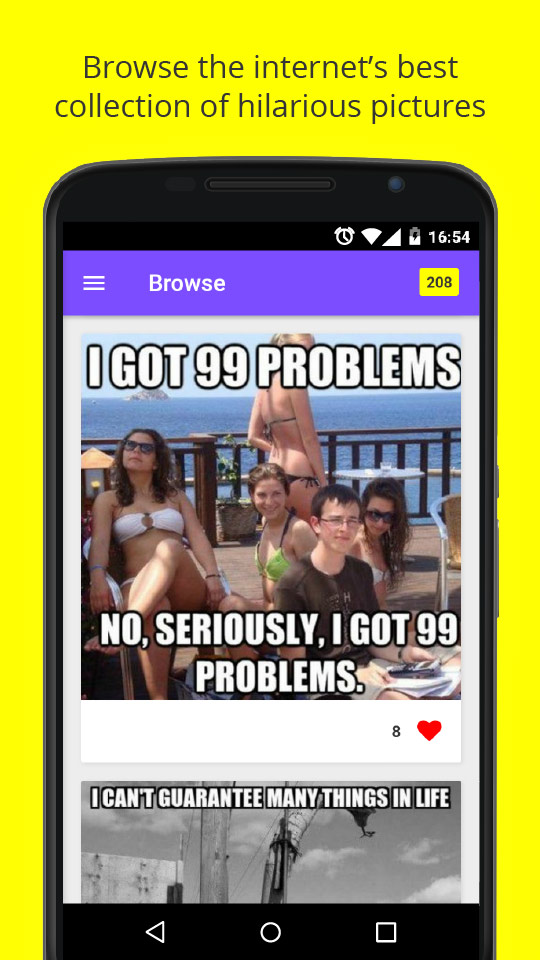 Browse the internet’s best
collection of hilarious pictures
16:54
Browse
208
I GOT 99 PROBLEMS
NO, SERIOUSLY, I GOT 99
PROBLEMS.
8
I CAN'T GUARANTEE MANY THINGS IN LIFE